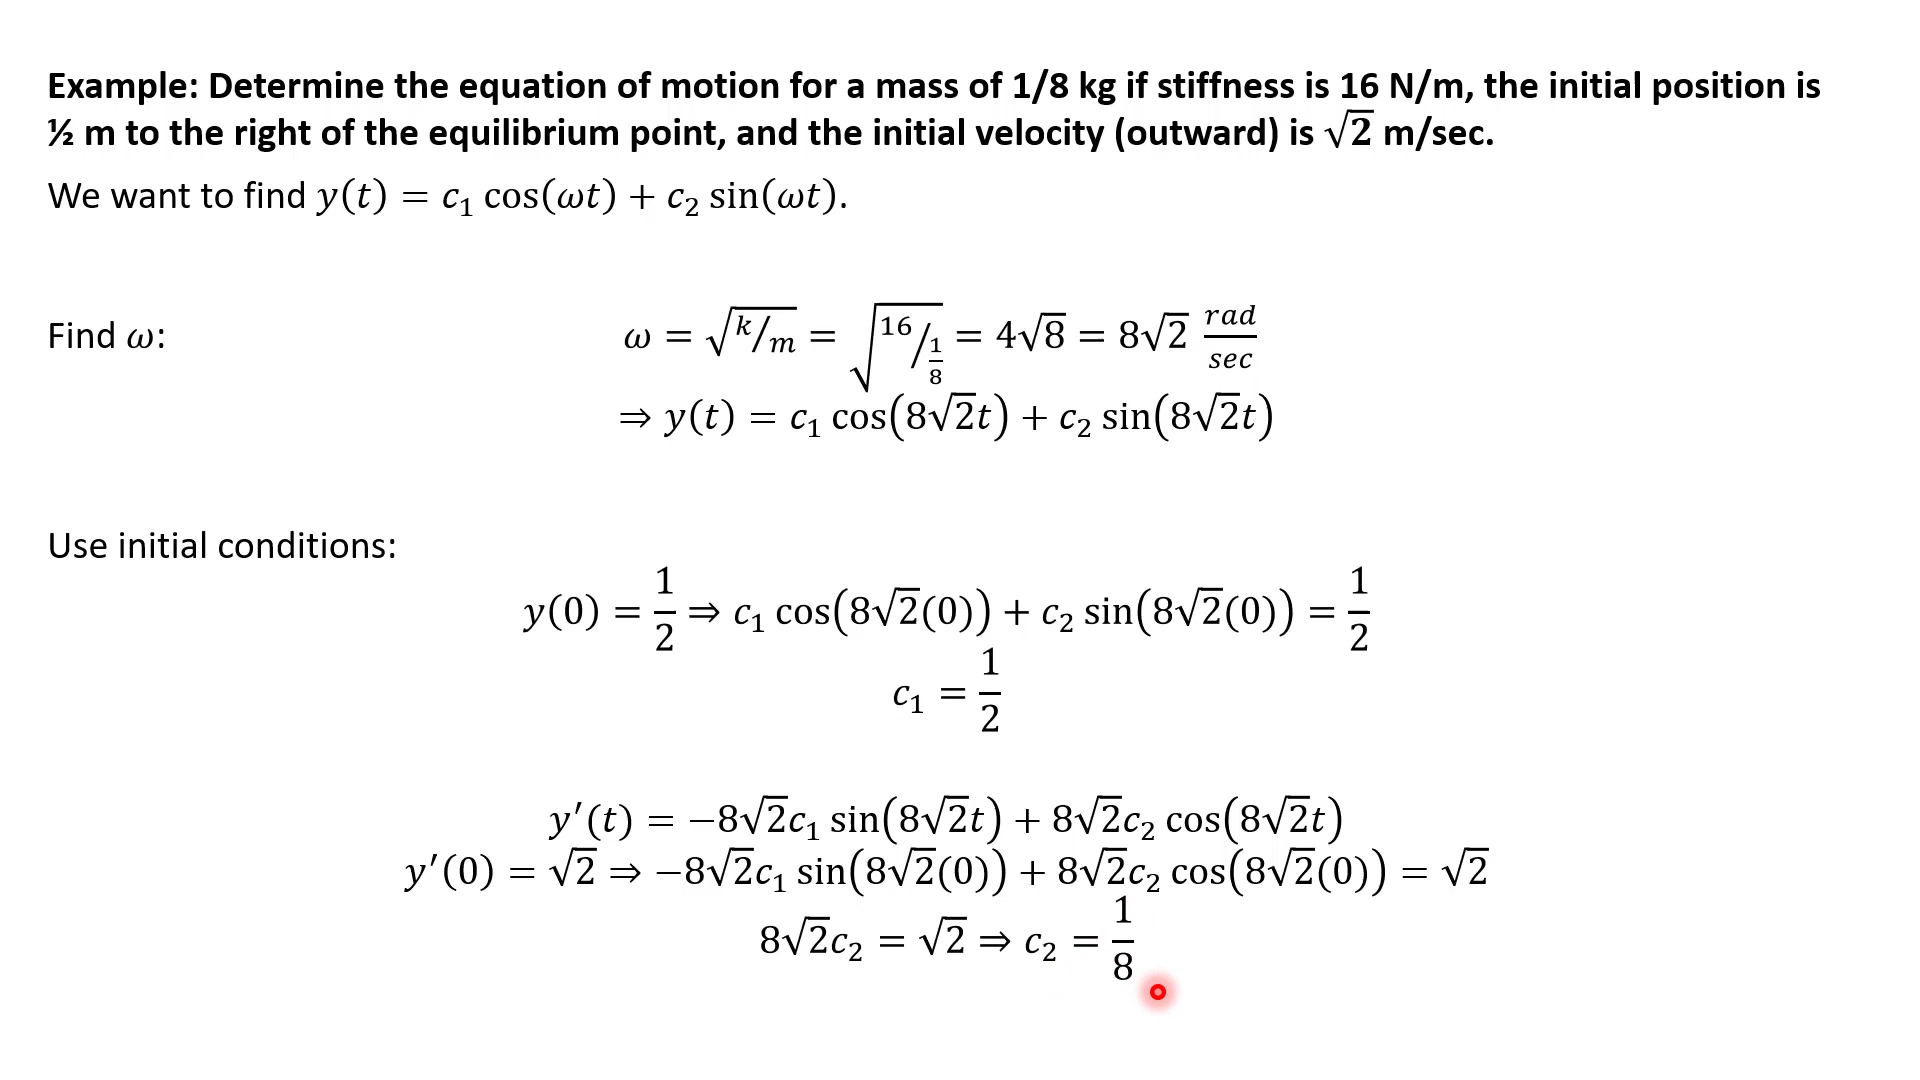 Example: Determine the equation of motion for a mass of 1/8 kg if stiffness is 16 N/m, the initial position is
½ m to the right of the equilibrium point, and the initial velocity (outward) is √2 m/sec.
We want to find y(t) = c₁ cos(ωt) + c₂ sin(ωt).
Find ω: ω = √(k/m) = √(16/(1/8)) = 4√8 = 8√2 rad/sec
⇒ y(t) = c₁ cos(8√2t) + c₂ sin(8√2t)
Use initial conditions:
y(0) = 1/2 ⇒ c₁ cos(8√2(0)) + c₂ sin(8√2(0)) = 1/2
c₁ = 1/2
y′(t) = −8√2c₁ sin(8√2t) + 8√2c₂ cos(8√2t)
y′(0) = √2 ⇒ −8√2c₁ sin(8√2(0)) + 8√2c₂ cos(8√2(0)) = √2
8√2c₂ = √2 ⇒ c₂ = 1/8